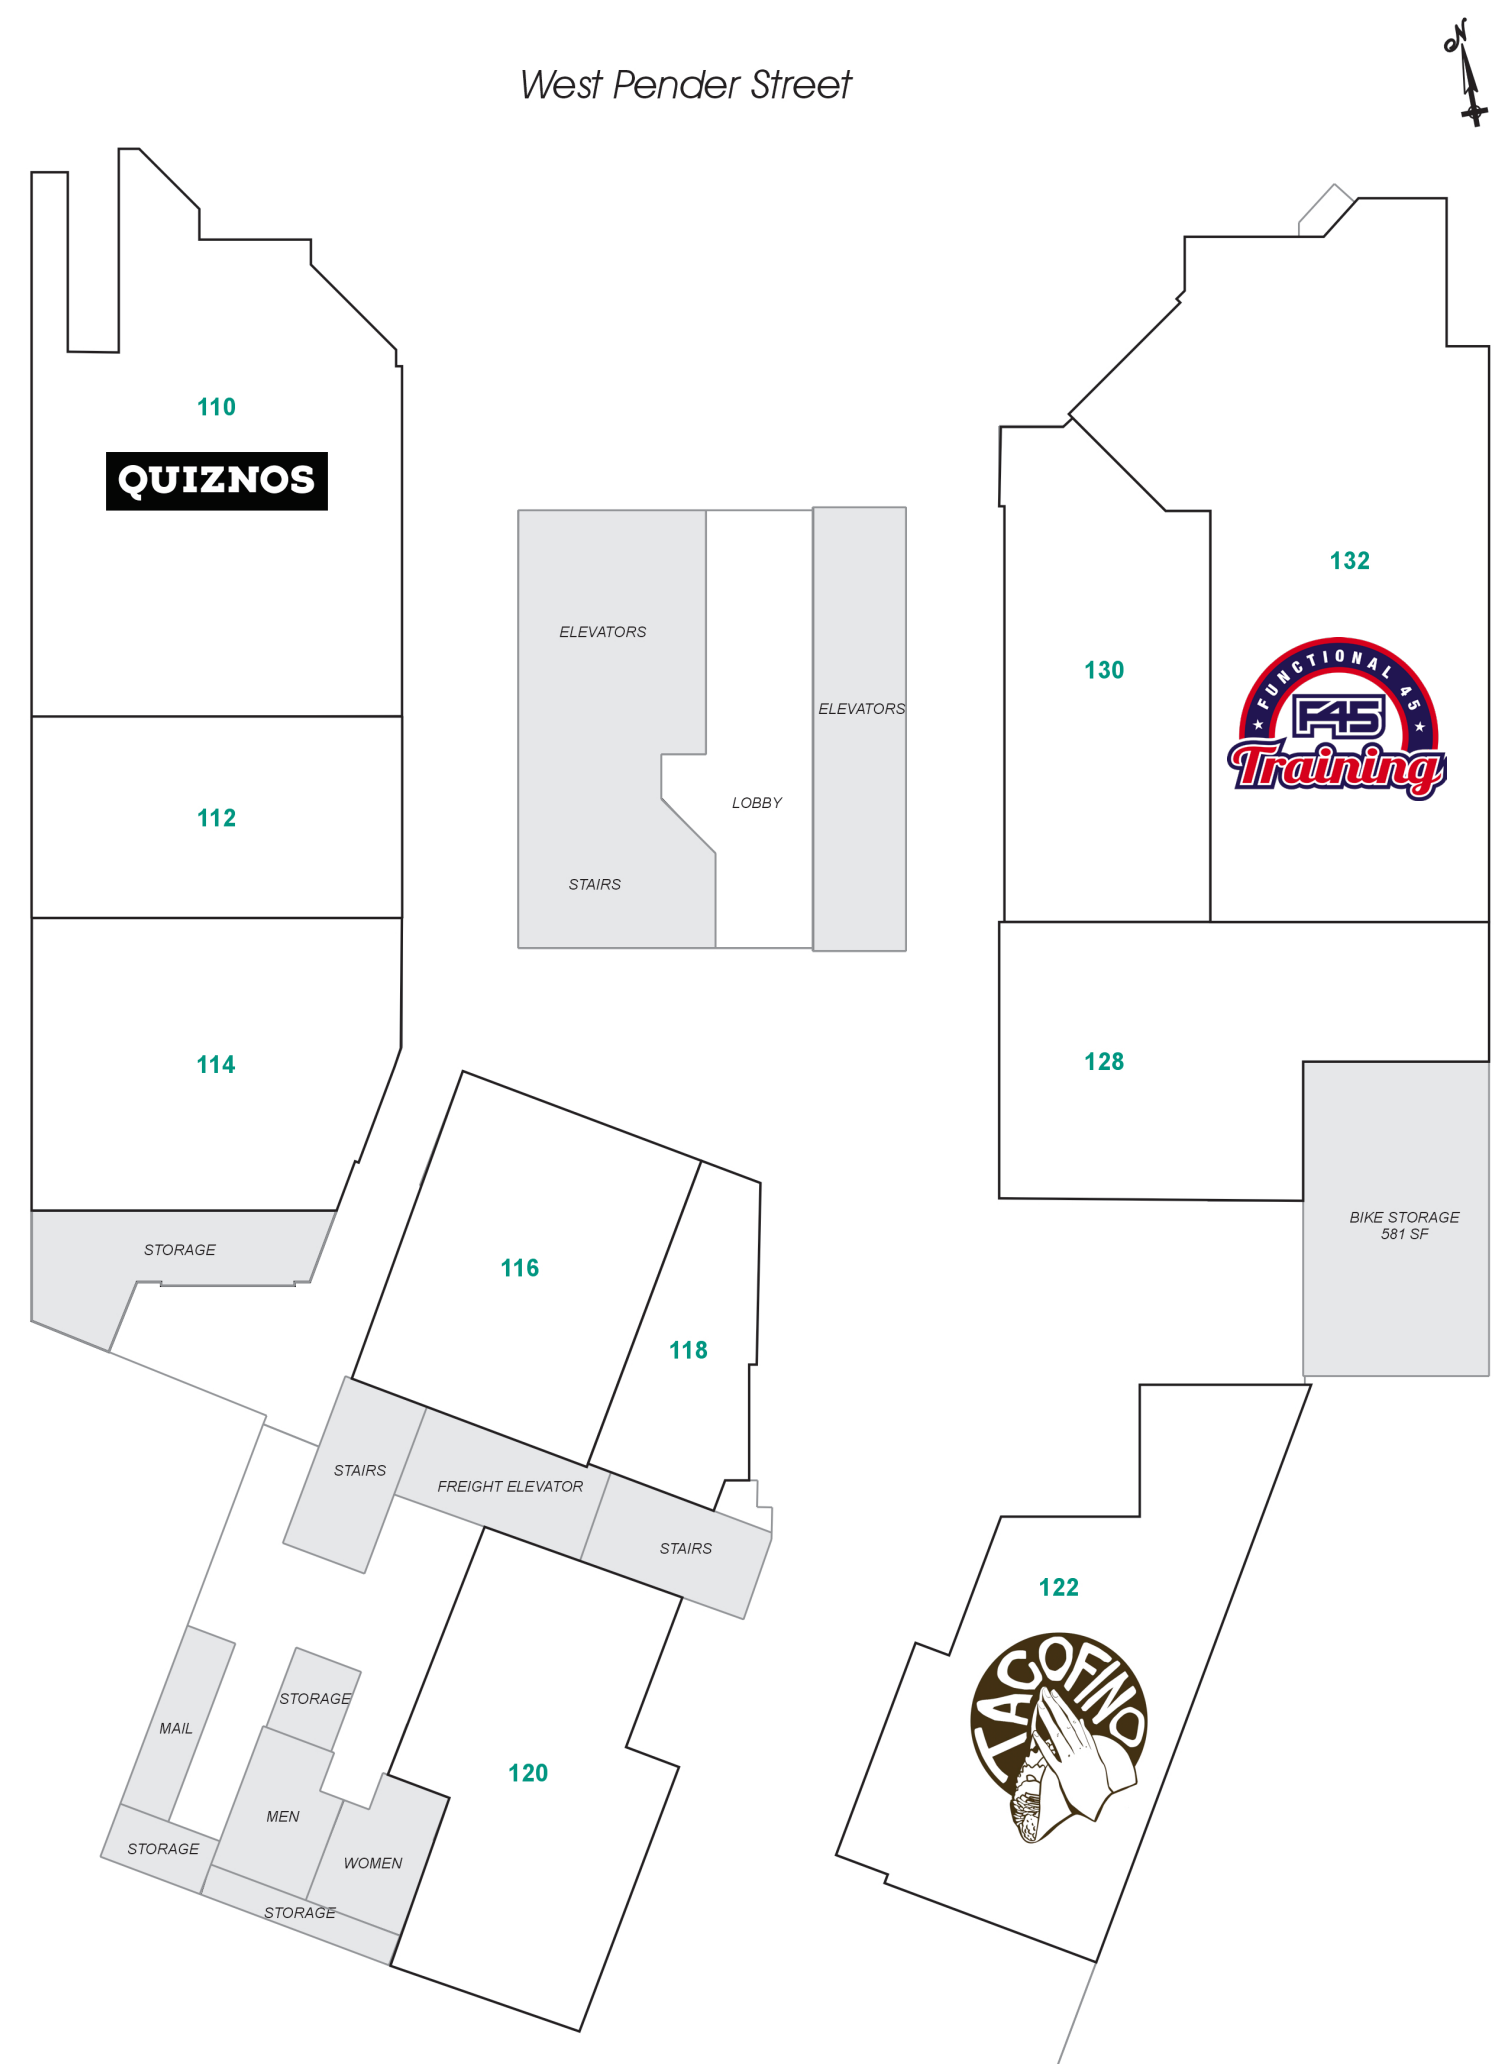 N
West Pender Street
110
QUIZNOS
132
FUNCTIONAL 45
F45
Training
ELEVATORS
130
ELEVATORS
LOBBY
112
STAIRS
114
128
BIKE STORAGE
581 SF
STORAGE
116
118
STAIRS
FREIGHT ELEVATOR
STAIRS
122
TACOFINO
STORAGE
MAIL
120
MEN
STORAGE
WOMEN
STORAGE